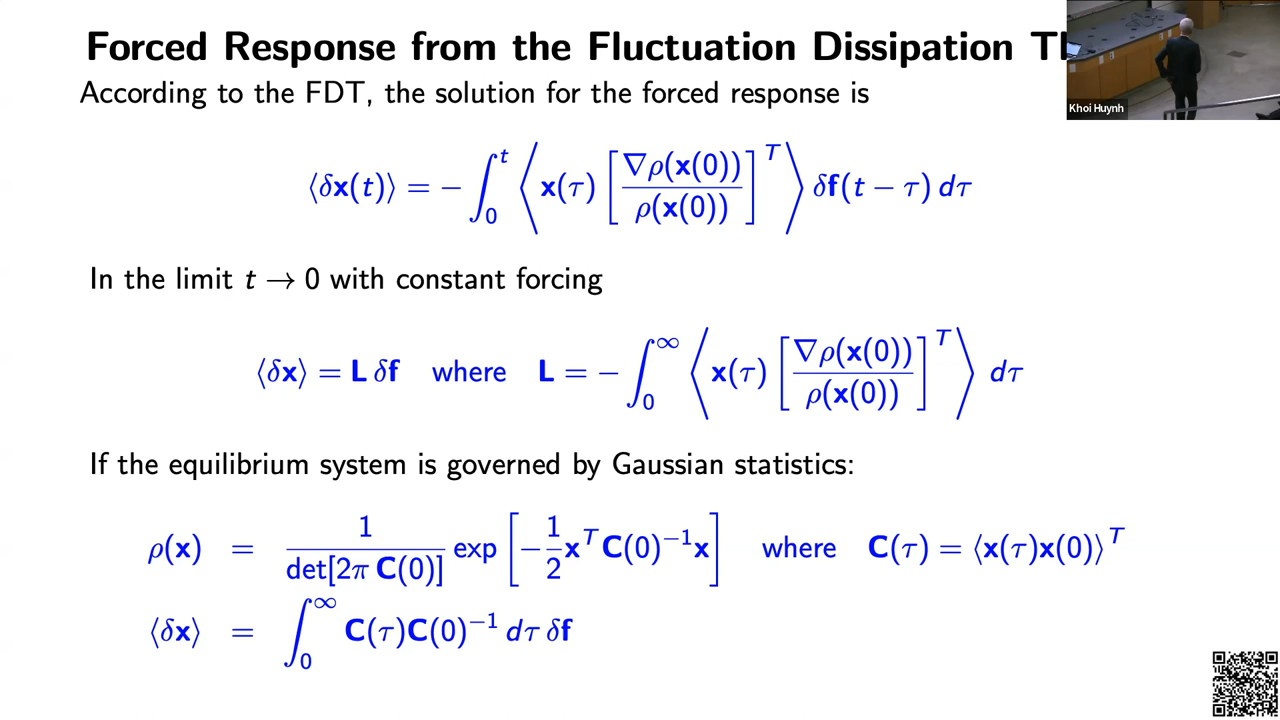 Forced Response from the Fluctuation Dissipation
Khoi Huynh
According to the FDT, the solution for the forced response is
⟨δx(t)⟩ = − ∫₀ᵗ ⟨ x(τ) [ ∇ρ(x(0)) / ρ(x(0)) ]ᵀ ⟩ δf(t − τ) dτ
In the limit t → 0 with constant forcing
⟨δx⟩ = L δf where L = − ∫₀^∞ ⟨ x(τ) [ ∇ρ(x(0)) / ρ(x(0)) ]ᵀ ⟩ dτ
If the equilibrium system is governed by Gaussian statistics:
ρ(x) = 1 / det[2π C(0)] exp [ −1/2 xᵀ C(0)⁻¹ x ] where C(τ) = ⟨x(τ)x(0)⟩ᵀ
⟨δx⟩ = ∫₀^∞ C(τ)C(0)⁻¹ dτ δf